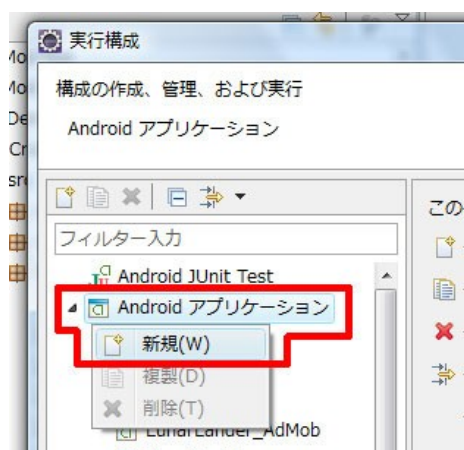 実行構成
構成の作成、管理、および実行
Android アプリケーション
この
フィルター入力
Android JUnit Test
Android アプリケーション
新規(W)
複製(D)
削除(T)
LunarLander_AdMob